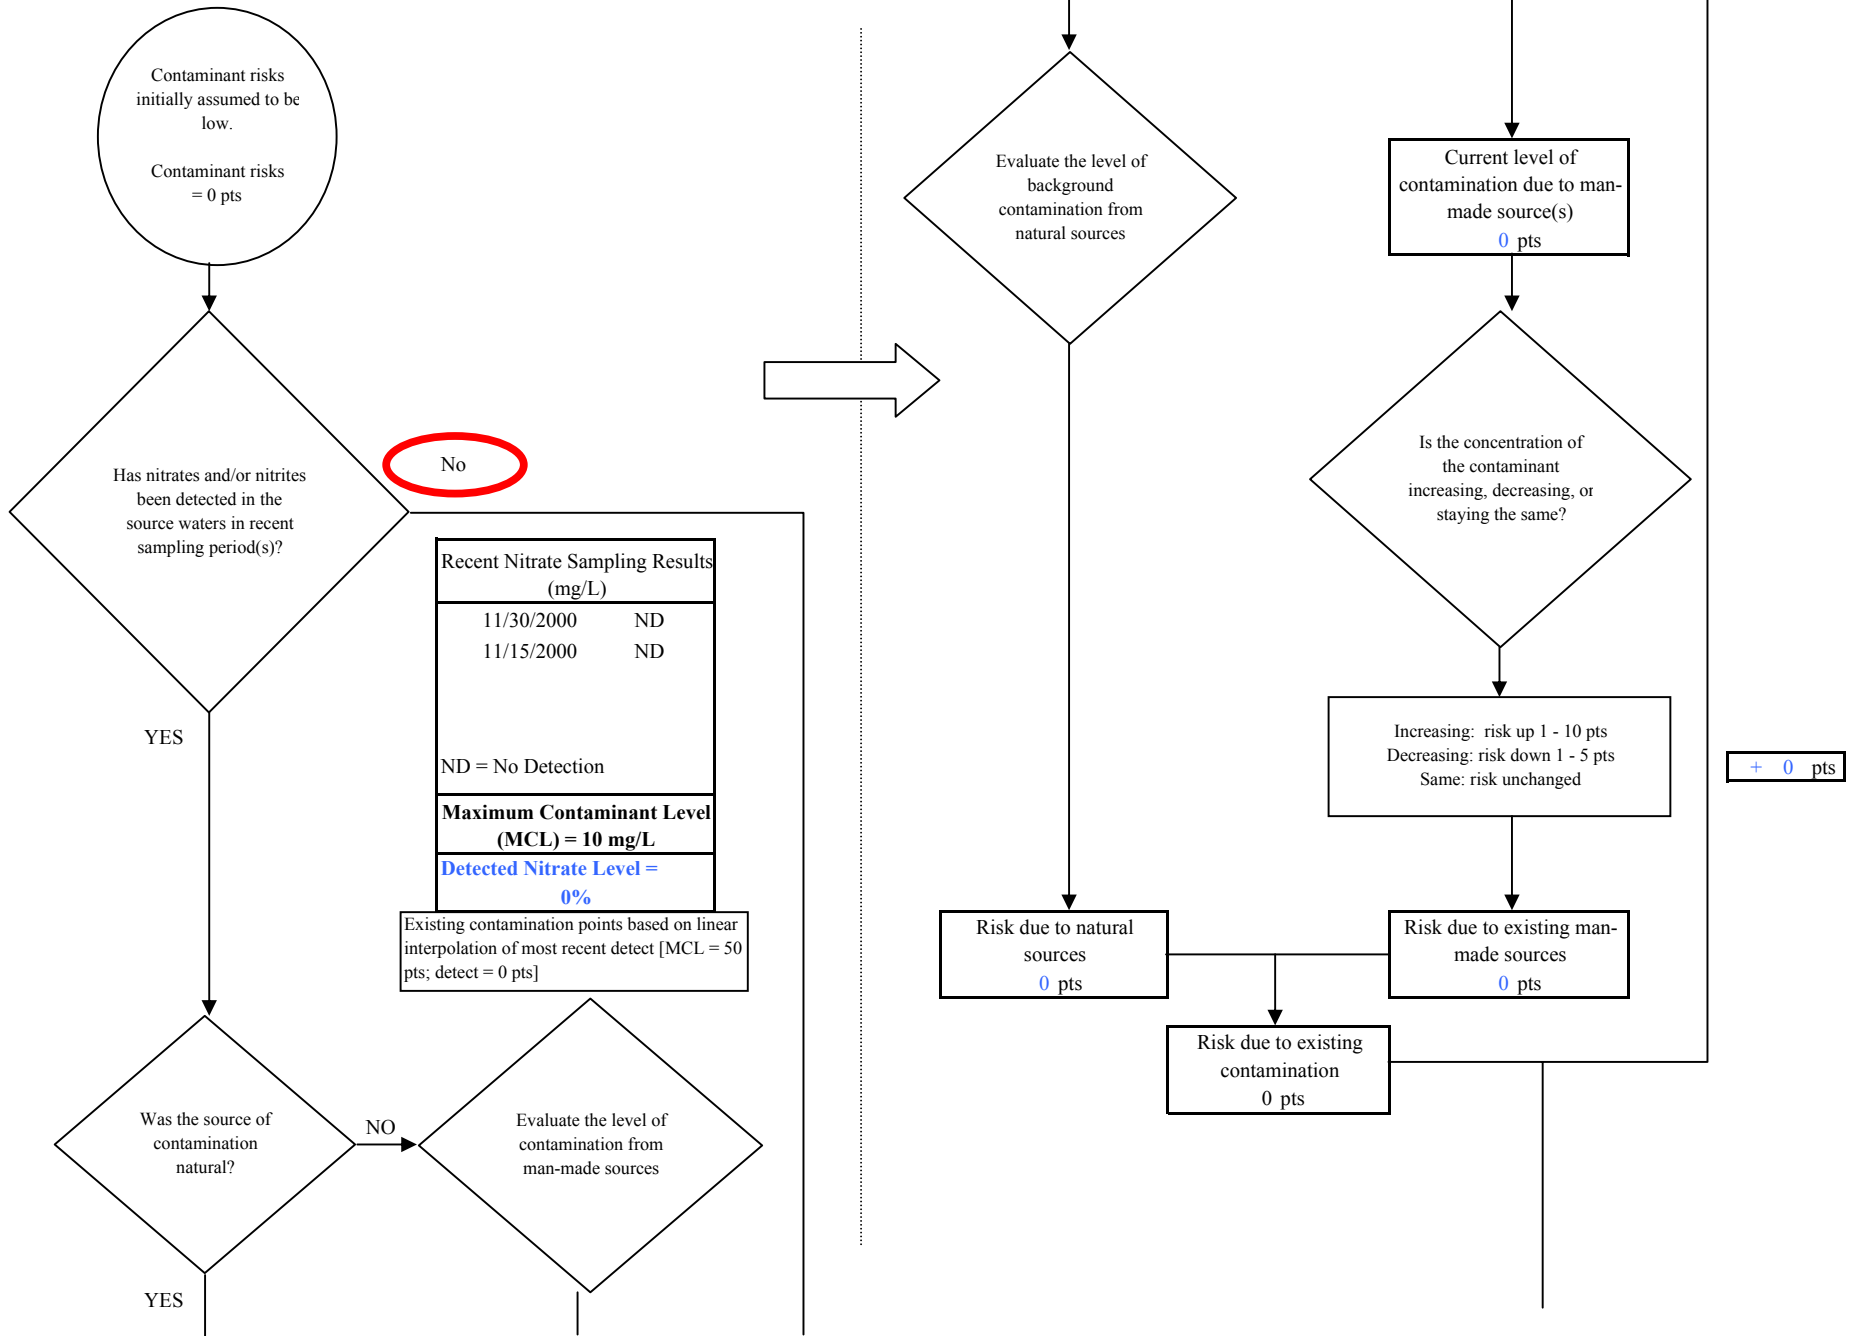 Contaminant risks
initially assumed to be
low.
Contaminant risks
= 0 pts
Has nitrates and/or nitrites
been detected in the
source waters in recent
sampling period(s)?
No
YES
Recent Nitrate Sampling Results
(mg/L)
11/30/2000 ND
11/15/2000 ND
ND = No Detection
Maximum Contaminant Level
(MCL) = 10 mg/L
Detected Nitrate Level =
0%
Existing contamination points based on linear
interpolation of most recent detect [MCL = 50
pts; detect = 0 pts]
Was the source of
contamination
natural?
NO
YES
Evaluate the level of
contamination from
man-made sources
Evaluate the level of
background
contamination from
natural sources
Current level of
contamination due to man-
made source(s)
0 pts
Is the concentration of
the contaminant
increasing, decreasing, or
staying the same?
Increasing: risk up 1 - 10 pts
Decreasing: risk down 1 - 5 pts
Same: risk unchanged
+ 0 pts
Risk due to natural
sources
0 pts
Risk due to existing man-
made sources
0 pts
Risk due to existing
contamination
0 pts